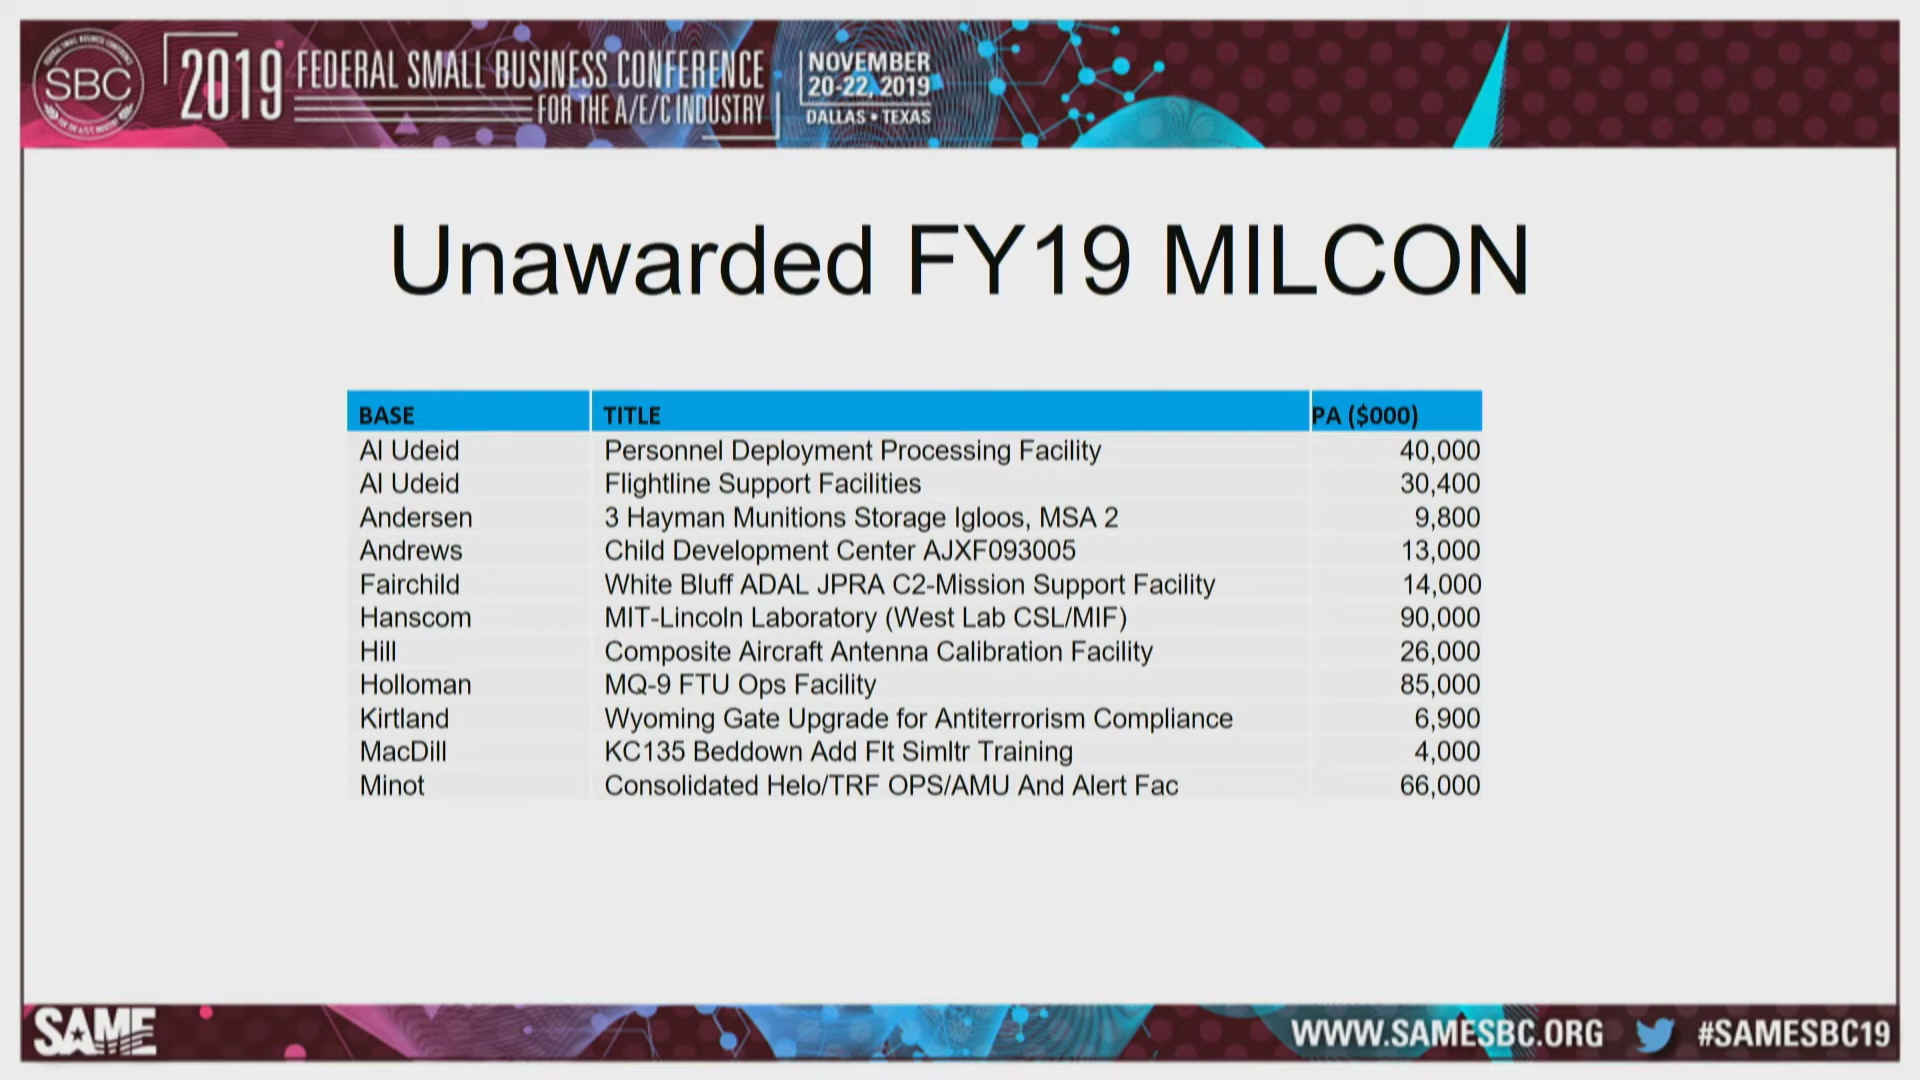 SBC
2019 FEDERAL SMALL BUSINESS CONFERENCE
FOR THE A/E/C INDUSTRY
NOVEMBER
20-22, 2019
DALLAS • TEXAS
Unawarded FY19 MILCON
BASE TITLE PA ($000)
Al Udeid Personnel Deployment Processing Facility 40,000
Al Udeid Flightline Support Facilities 30,400
Andersen 3 Hayman Munitions Storage Igloos, MSA 2 9,800
Andrews Child Development Center AJXF093005 13,000
Fairchild White Bluff ADAL JPRA C2-Mission Support Facility 14,000
Hanscom MIT-Lincoln Laboratory (West Lab CSL/MIF) 90,000
Hill Composite Aircraft Antenna Calibration Facility 26,000
Holloman MQ-9 FTU Ops Facility 85,000
Kirtland Wyoming Gate Upgrade for Antiterrorism Compliance 6,900
MacDill KC135 Beddown Add Flt Simltr Training 4,000
Minot Consolidated Helo/TRF OPS/AMU And Alert Fac 66,000
SAME
WWW.SAMESBC.ORG #SAMESBC19